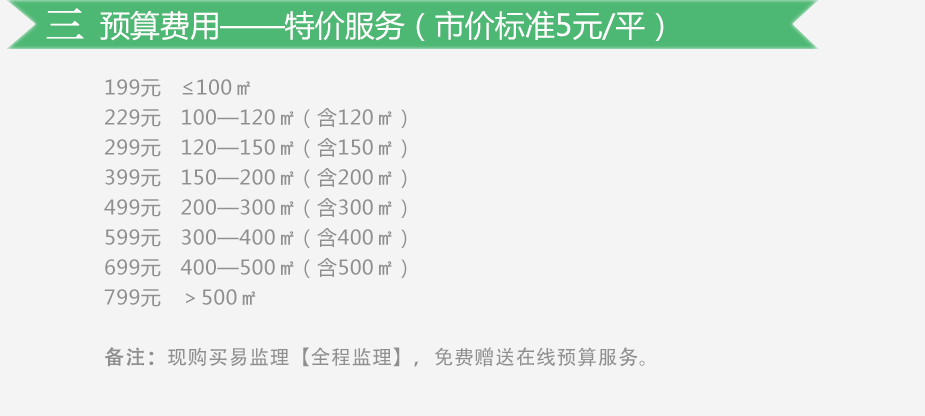 三 预算费用——特价服务（市价标准5元/平）
199元 ≤100㎡
229元 100—120㎡（含120㎡）
299元 120—150㎡（含150㎡）
399元 150—200㎡（含200㎡）
499元 200—300㎡（含300㎡）
599元 300—400㎡（含400㎡）
699元 400—500㎡（含500㎡）
799元 ＞500㎡
备注：现购买易监理【全程监理】，免费赠送在线预算服务。